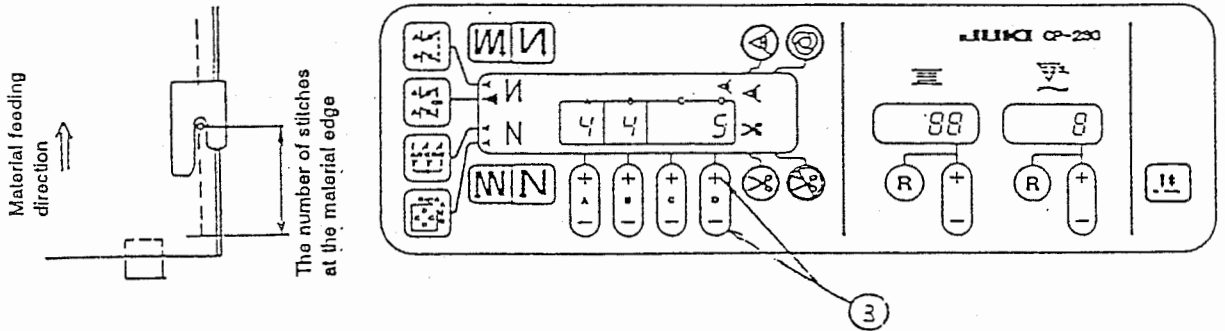 Material feeding
direction
The number of stitches
at the material edge
JUKI CP-230
4 4 5
88
8
A B C D
R
R
3